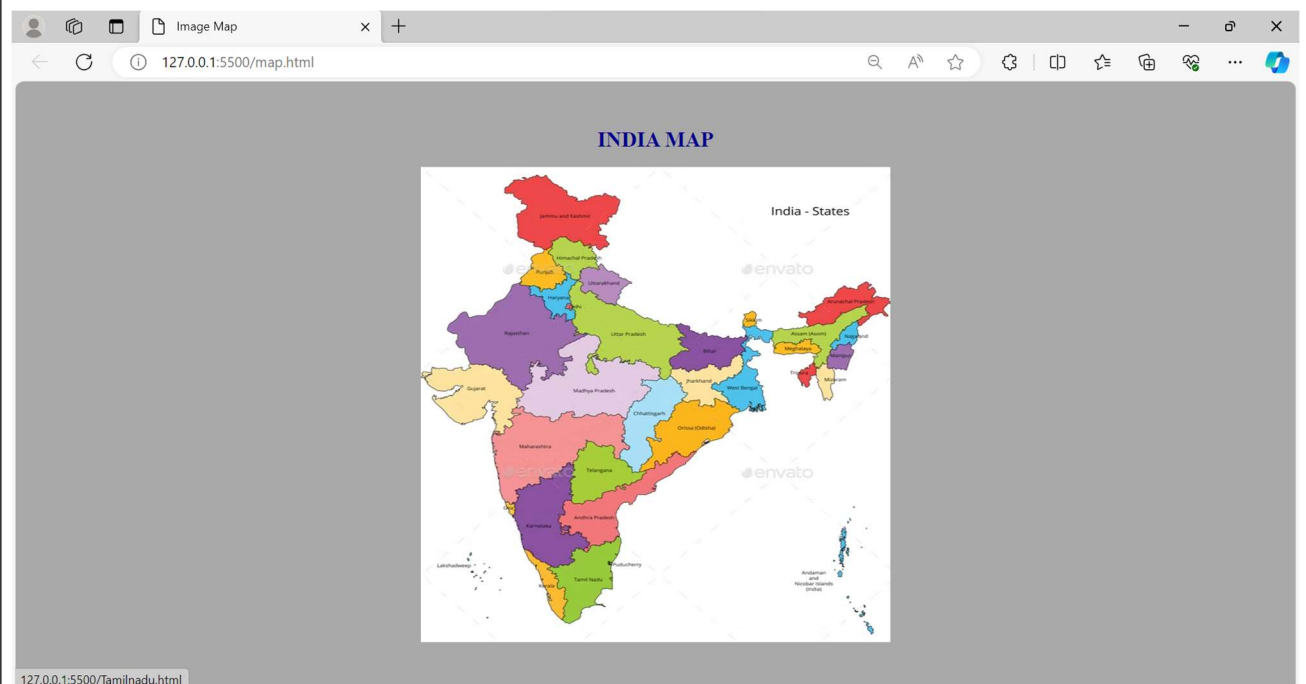 Image Map
127.0.0.1:5500/map.html
INDIA MAP
India - States
Jammu and Kashmir
Himachal Pradesh
envato
Punjab
Uttarakhand
Haryana
Delhi
Arunachal Pradesh
Sikkim
Rajasthan
Uttar Pradesh
Assam (Asom)
Nagaland
Bihar
Meghalaya
Manipur
Tripura
Mizoram
Gujarat
Madhya Pradesh
Jharkhand
West Bengal
Chhattisgarh
Orissa (Odisha)
Maharashtra
Telangana
envato
envato
Goa
Andhra Pradesh
Karnataka
Lakshadweep
Puducherry
Kerala
Tamil Nadu
Andaman
and
Nicobar Islands
(India)
127.0.0.1:5500/Tamilnadu.html